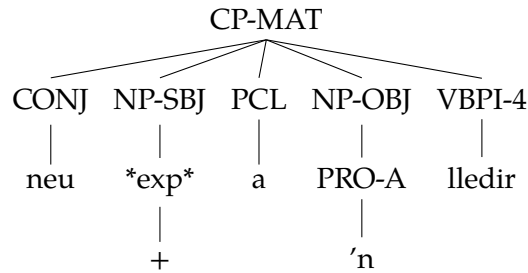 CP-MAT
CONJ NP-SBJ PCL NP-OBJ VBPI-4
neu *exp* a PRO-A lledir
+ 'n